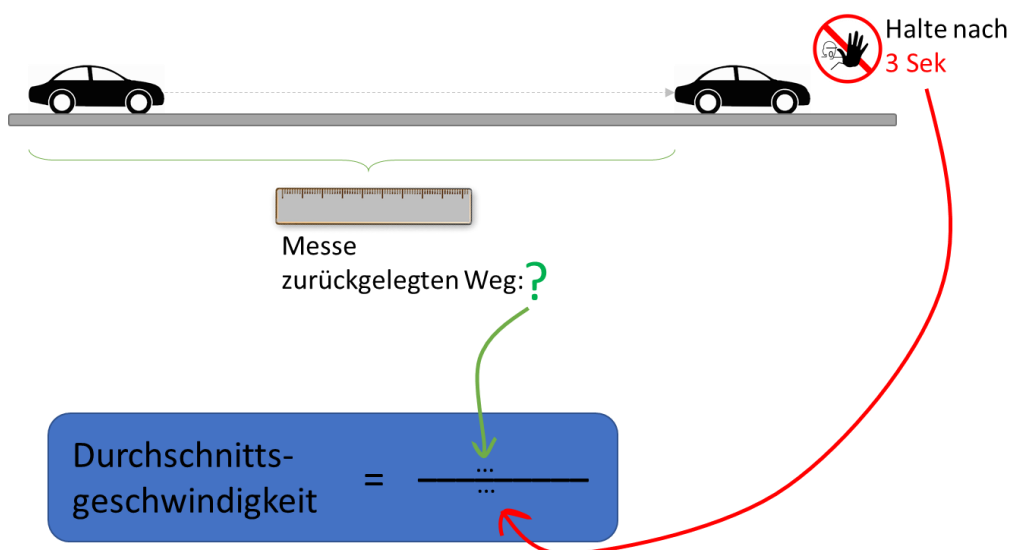 Halte nach
3 Sek
Messe
zurückgelegten Weg: ?
Durchschnitts-
geschwindigkeit
=
...
...